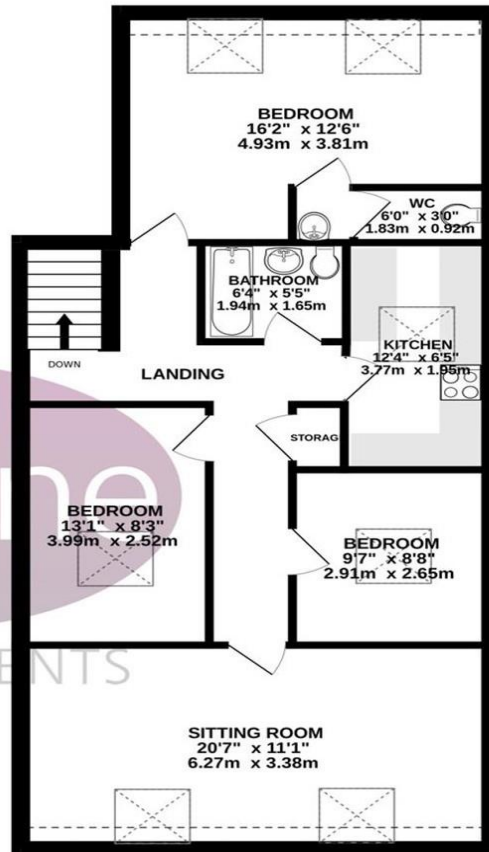 BEDROOM
16'2" x 12'6"
4.93m x 3.81m
WC
6'0" x 3'0"
1.83m x 0.92m
BATHROOM
6'4" x 5'5"
1.94m x 1.65m
KITCHEN
12'4" x 6'5"
3.77m x 1.95m
DOWN
LANDING
STORAG
ne
BEDROOM
13'1" x 8'3"
3.99m x 2.52m
BEDROOM
9'7" x 8'8"
2.91m x 2.65m
ENTS
SITTING ROOM
20'7" x 11'1"
6.27m x 3.38m